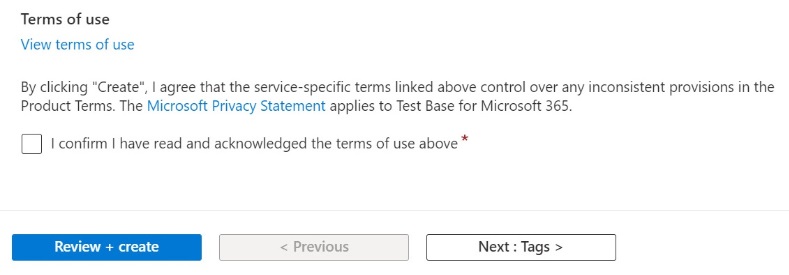 Terms of use
View terms of use
By clicking "Create", I agree that the service-specific terms linked above control over any inconsistent provisions in the
Product Terms. The Microsoft Privacy Statement applies to Test Base for Microsoft 365.
I confirm I have read and acknowledged the terms of use above *
Review + create
< Previous
Next : Tags >